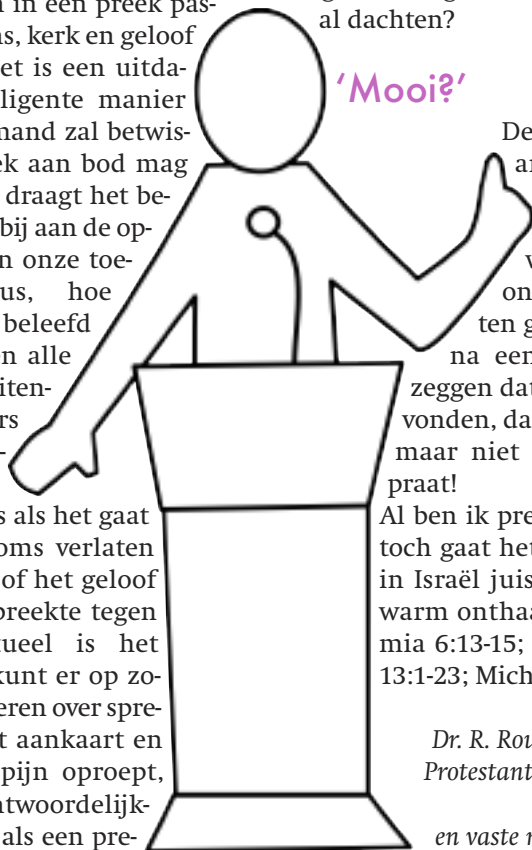 n in een preek pas-
s, kerk en geloof
et is een uitda-
ligente manier
mand zal betwis-
ek aan bod mag
draagt het be-
bij aan de op-
n onze toe-
us, hoe
beleefd
n alle
iten-
rs
-
s als het gaat
oms verlaten
of het geloof
preekte tegen
tueel is het
kunt er op zo-
eren over spre-
t aankaart en
pijn oproept,
ntwoordelijk-
als een pre-
al dachten?
'Mooi?'
De
a
on
ten g
na een
zeggen dat
vonden, da
maar niet
praat!
Al ben ik pre
toch gaat het
in Israël juis
warm onthaa
mia 6:13-15;
13:1-23; Mich
Dr. R. Rou
Protestant
en vaste r